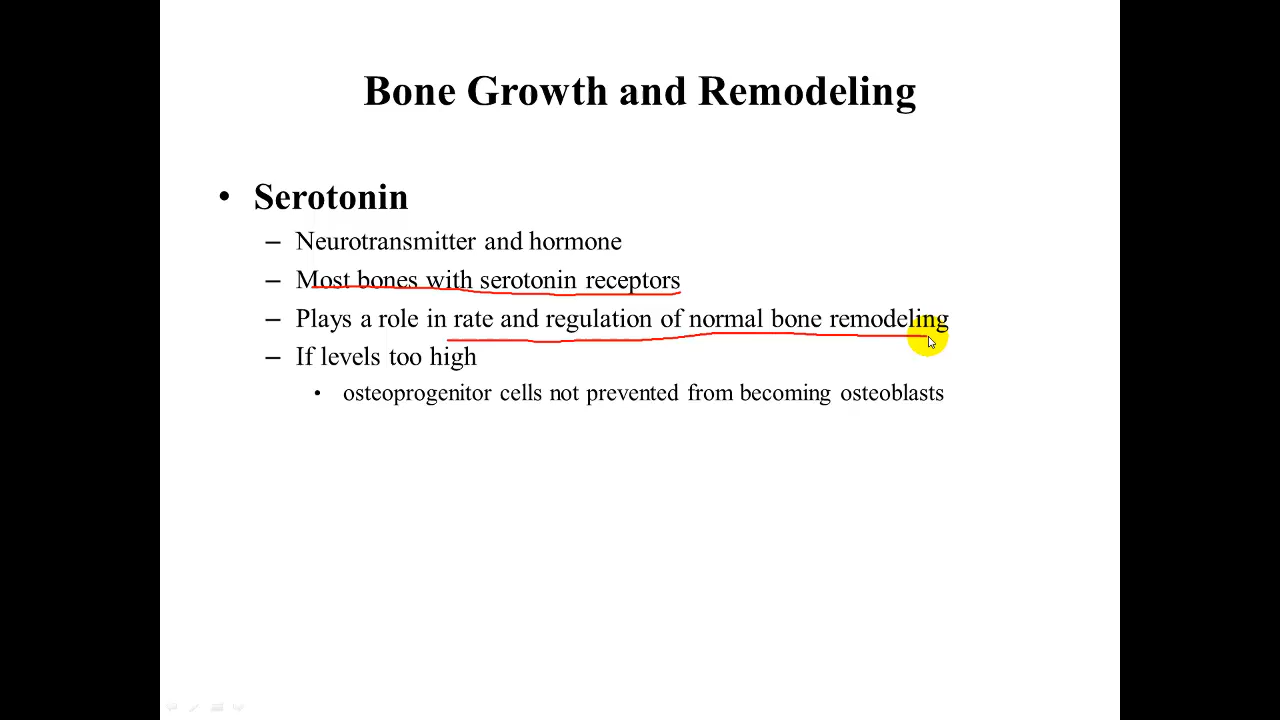 Bone Growth and Remodeling
• Serotonin
– Neurotransmitter and hormone
– Most bones with serotonin receptors
– Plays a role in rate and regulation of normal bone remodeling
– If levels too high
• osteoprogenitor cells not prevented from becoming osteoblasts